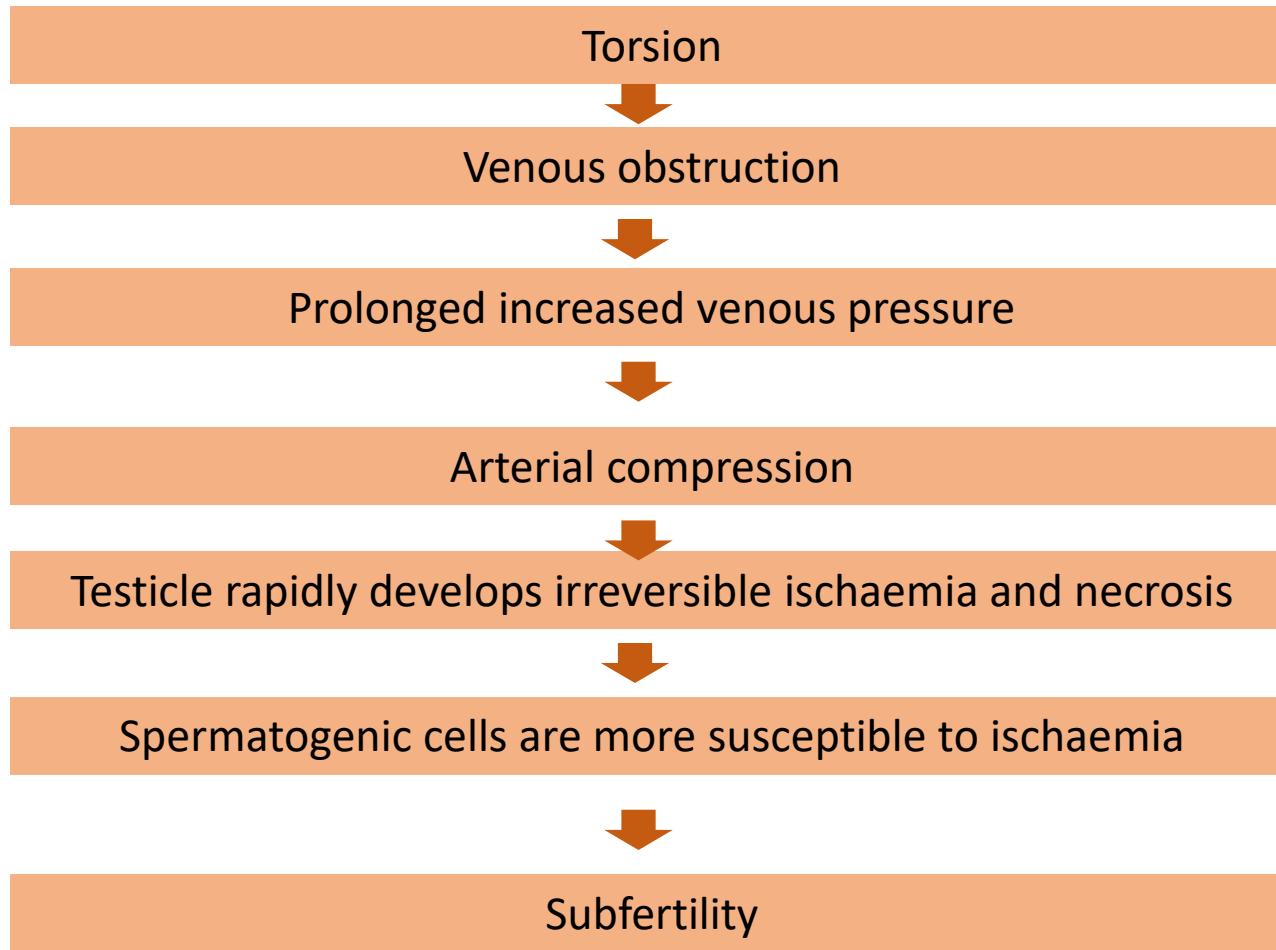 Torsion
Venous obstruction
Prolonged increased venous pressure
Arterial compression
Testicle rapidly develops irreversible ischaemia and necrosis
Spermatogenic cells are more susceptible to ischaemia
Subfertility